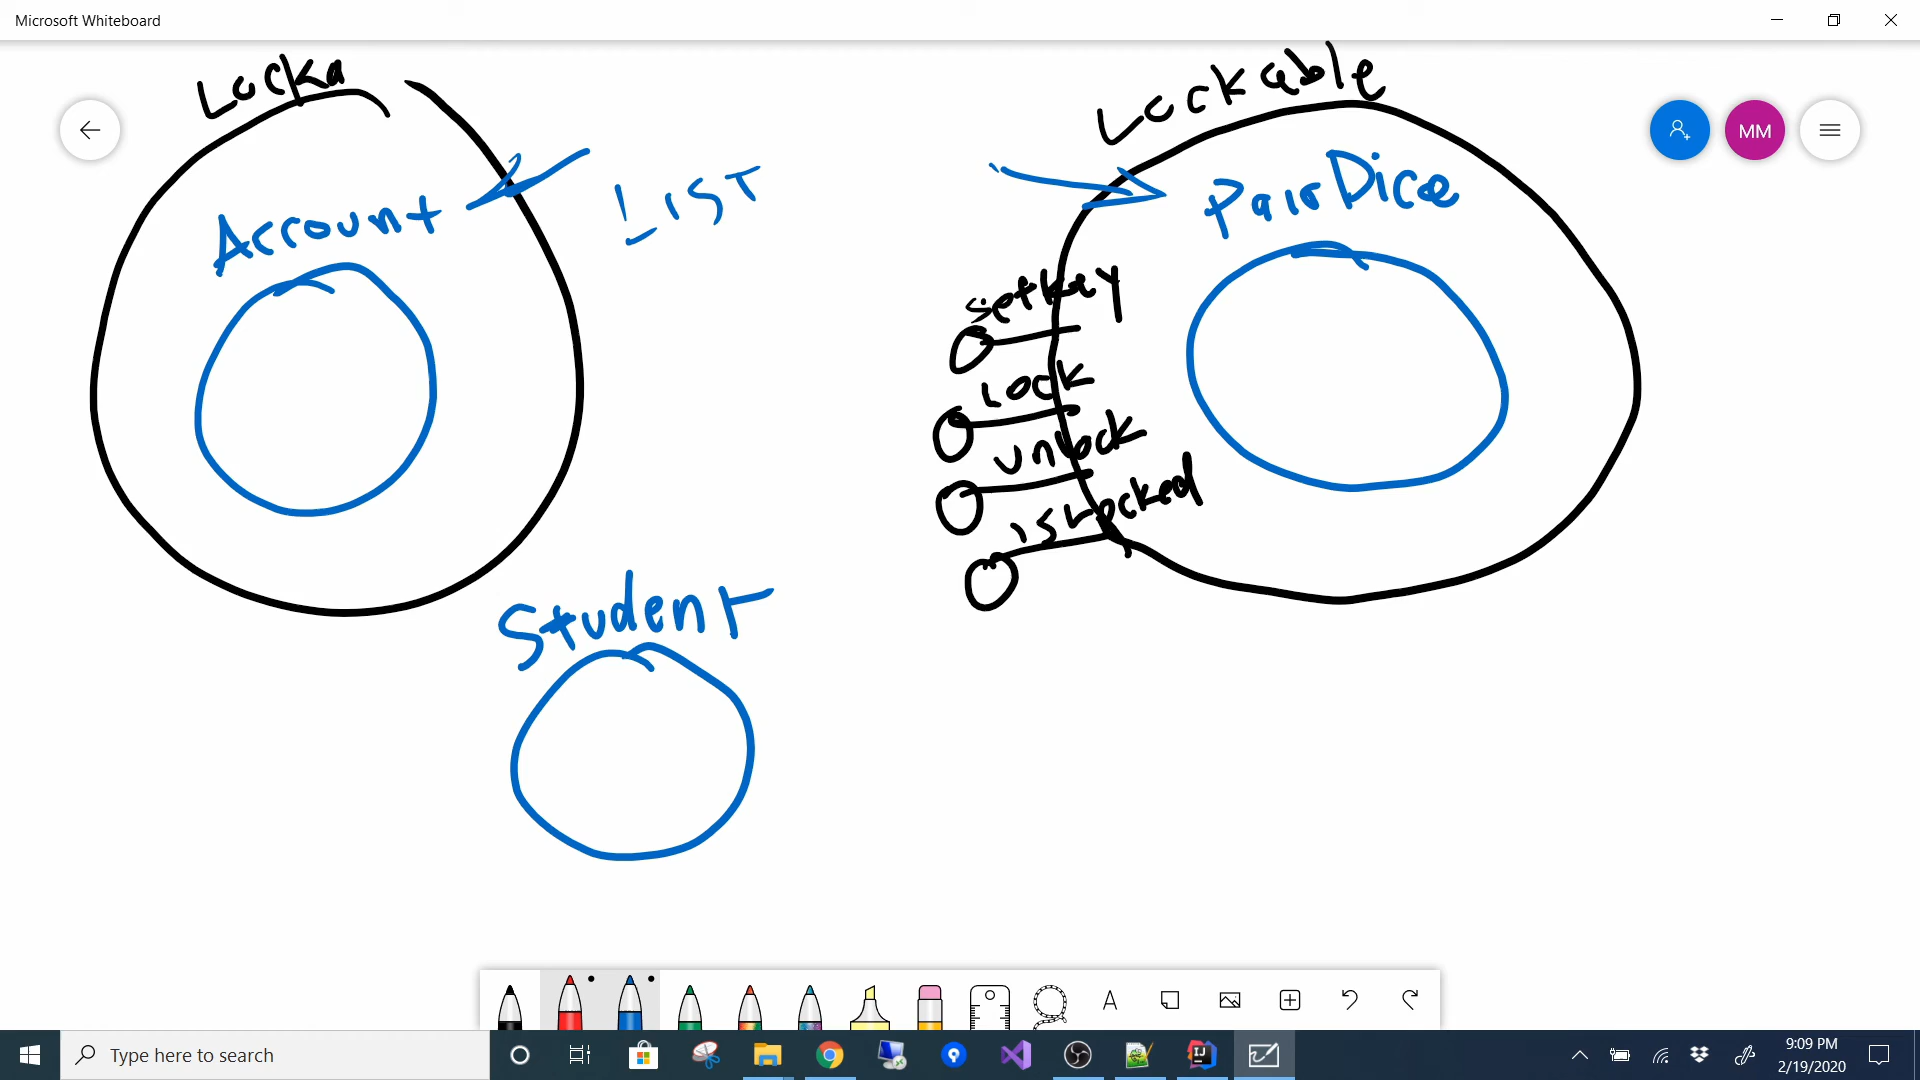 Microsoft Whiteboard
Locka
Lockable
MM
Account
LIST
PairDice
setkey
Lock
unlock
isLocked
Student
A
Type here to search
9:09 PM
2/19/2020